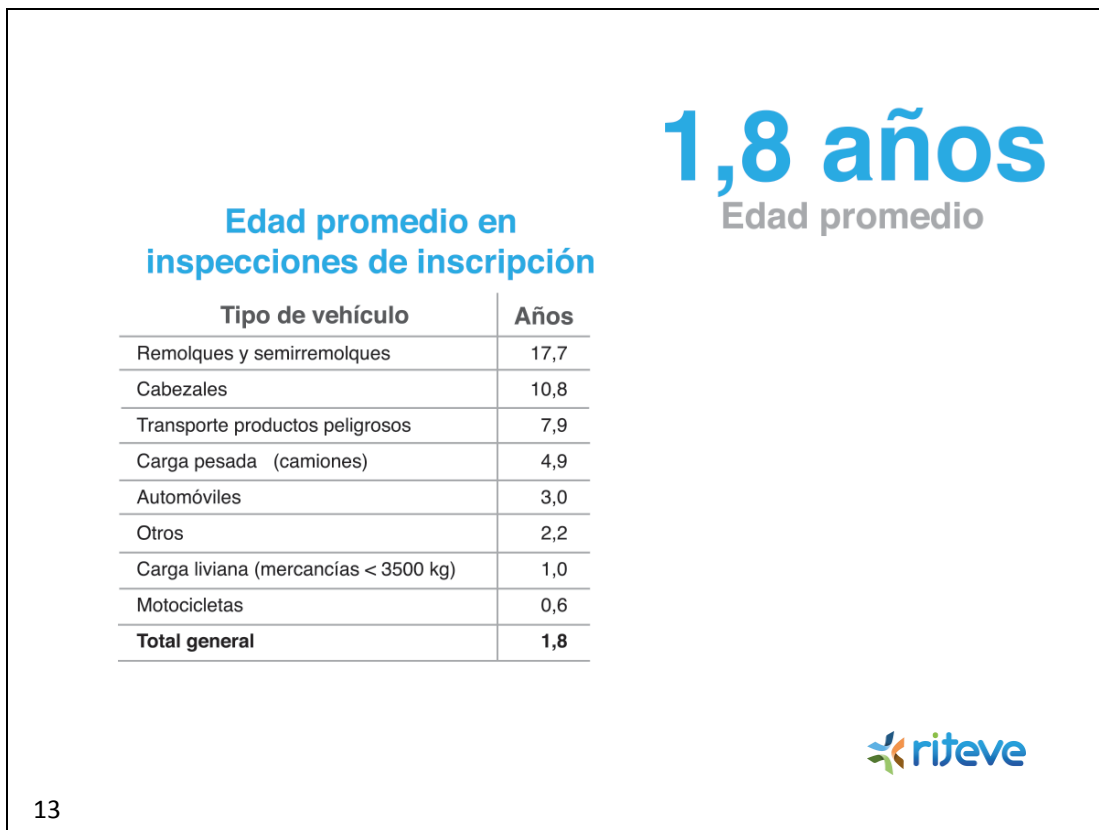 1,8 años
Edad promedio
Edad promedio en
inspecciones de inscripción
Tipo de vehículo Años
Remolques y semirremolques 17,7
Cabezales 10,8
Transporte productos peligrosos 7,9
Carga pesada (camiones) 4,9
Automóviles 3,0
Otros 2,2
Carga liviana (mercancías < 3500 kg) 1,0
Motocicletas 0,6
Total general 1,8
riteve
13